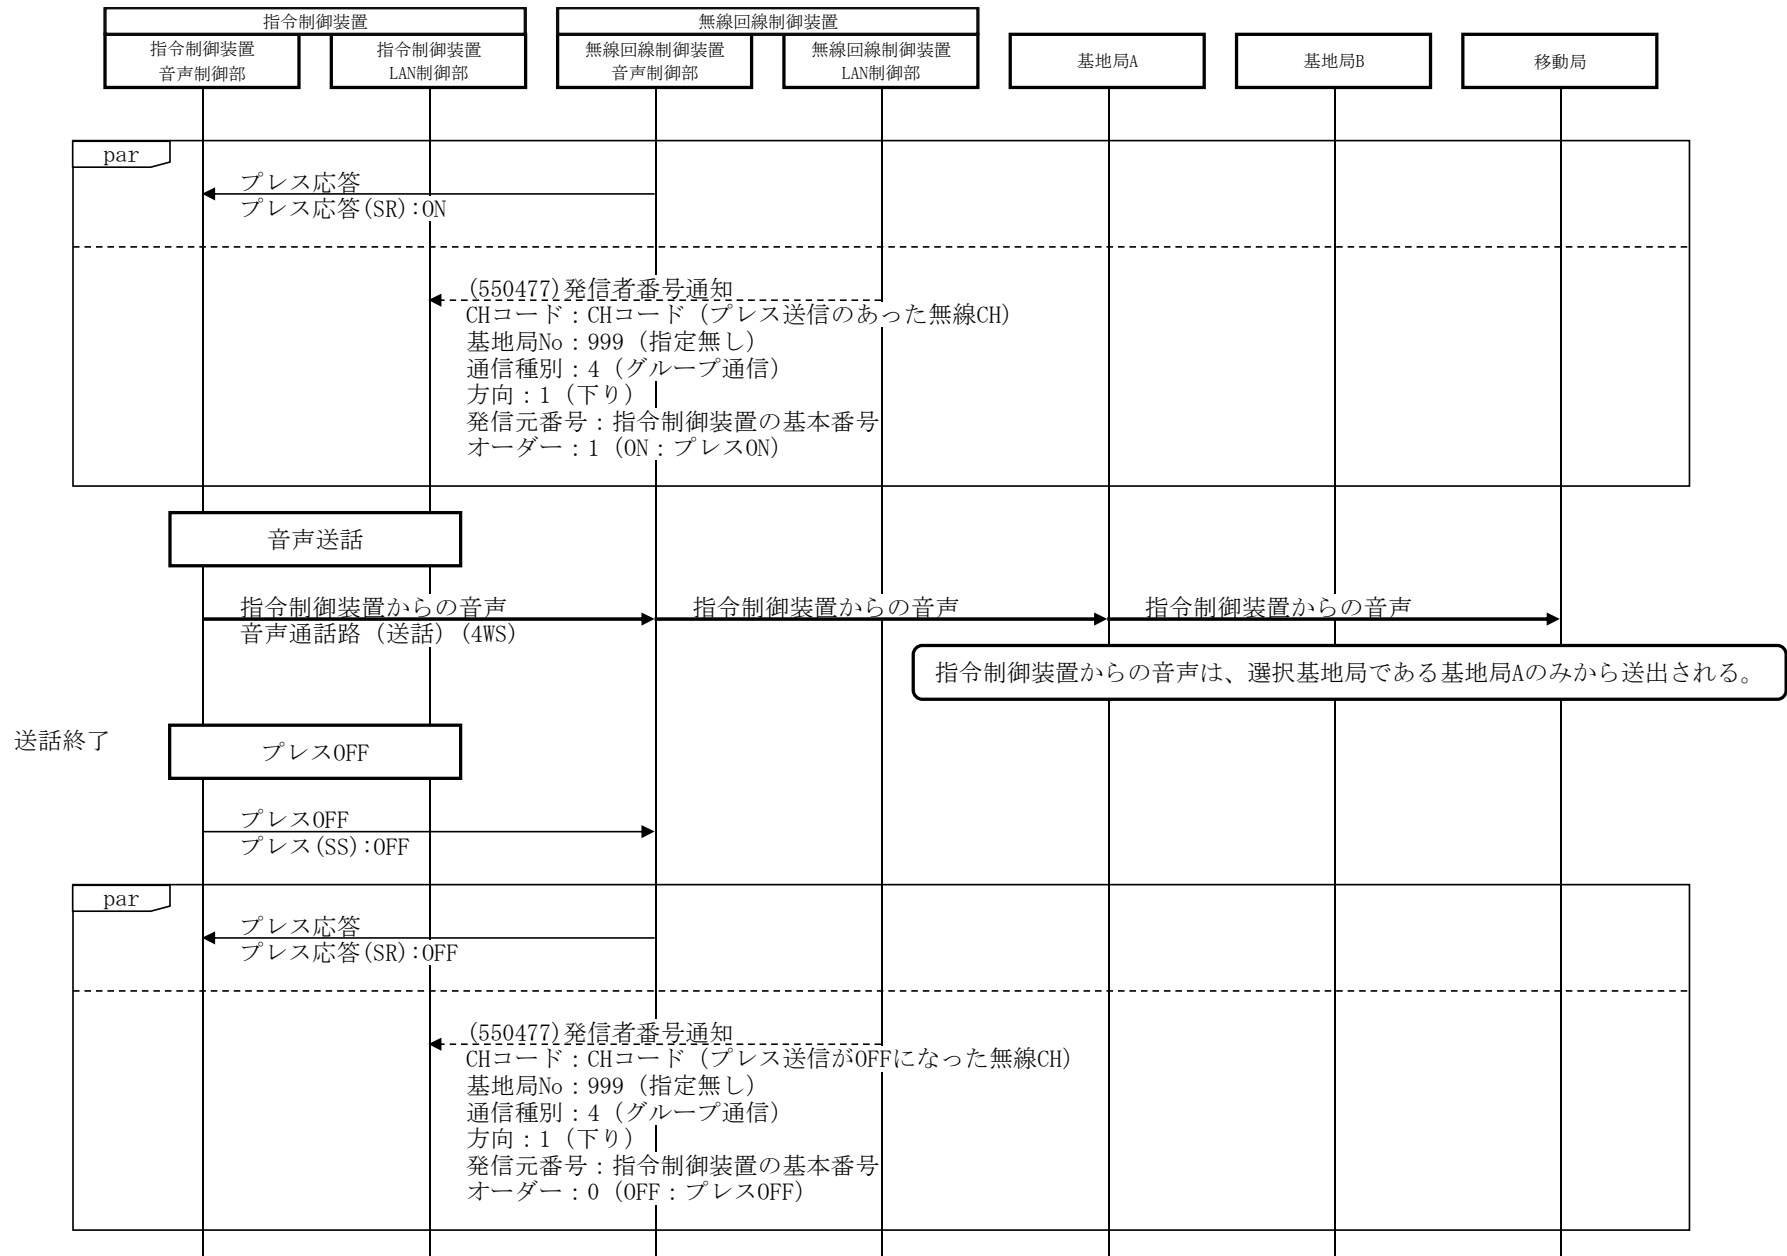 指令制御装置
無線回線制御装置
指令制御装置
音声制御部
指令制御装置
LAN制御部
無線回線制御装置
音声制御部
無線回線制御装置
LAN制御部
基地局A
基地局B
移動局
par
プレス応答
プレス応答(SR):ON
(550477)発信者番号通知
CHコード：CHコード（プレス送信のあった無線CH）
基地局No：999（指定無し）
通信種別：4（グループ通信）
方向：1（下り）
発信元番号：指令制御装置の基本番号
オーダー：1（ON：プレスON）
音声送話
指令制御装置からの音声
音声通話路（送話）(4WS)
指令制御装置からの音声
指令制御装置からの音声
指令制御装置からの音声は、選択基地局である基地局Aのみから送出される。
送話終了
プレスOFF
プレスOFF
プレス(SS):OFF
par
プレス応答
プレス応答(SR):OFF
(550477)発信者番号通知
CHコード：CHコード（プレス送信がOFFになった無線CH）
基地局No：999（指定無し）
通信種別：4（グループ通信）
方向：1（下り）
発信元番号：指令制御装置の基本番号
オーダー：0（OFF：プレスOFF）